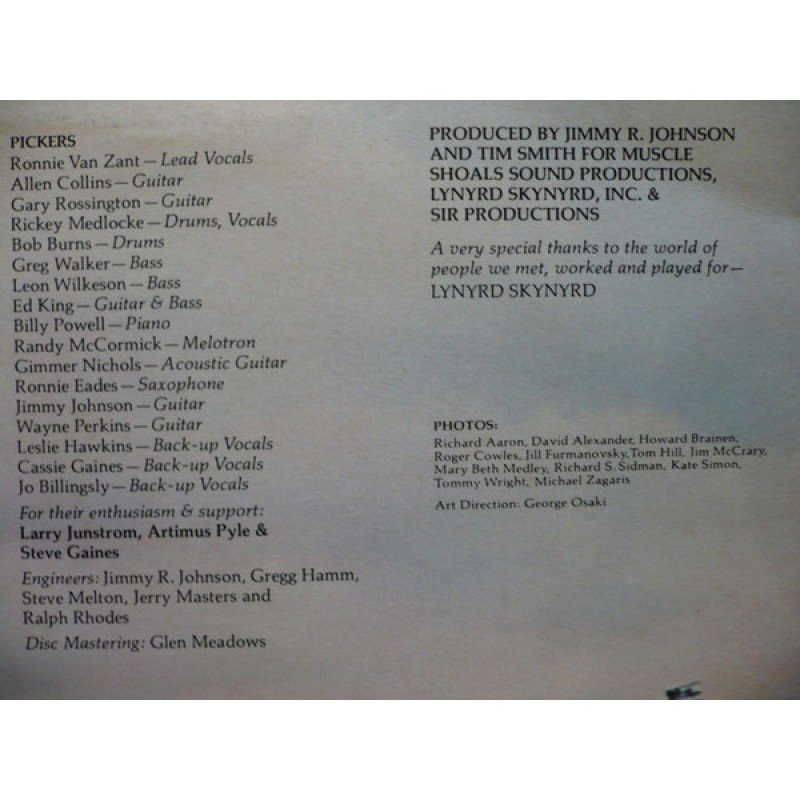 PICKERS
Ronnie Van Zant — Lead Vocals
Allen Collins — Guitar
Gary Rossington — Guitar
Rickey Medlocke — Drums, Vocals
Bob Burns — Drums
Greg Walker — Bass
Leon Wilkeson — Bass
Ed King — Guitar & Bass
Billy Powell — Piano
Randy McCormick — Melotron
Gimmer Nichols — Acoustic Guitar
Ronnie Eades — Saxophone
Jimmy Johnson — Guitar
Wayne Perkins — Guitar
Leslie Hawkins — Back-up Vocals
Cassie Gaines — Back-up Vocals
Jo Billingsly — Back-up Vocals
For their enthusiasm & support:
Larry Junstrom, Artimus Pyle &
Steve Gaines
Engineers: Jimmy R. Johnson, Gregg Hamm,
Steve Melton, Jerry Masters and
Ralph Rhodes
Disc Mastering: Glen Meadows
PRODUCED BY JIMMY R. JOHNSON
AND TIM SMITH FOR MUSCLE
SHOALS SOUND PRODUCTIONS,
LYNYRD SKYNYRD, INC. &
SIR PRODUCTIONS
A very special thanks to the world of
people we met, worked and played for—
LYNYRD SKYNYRD
PHOTOS:
Richard Aaron, David Alexander, Howard Brainen,
Roger Cowles, Jill Furmanovsky, Tom Hill, Jim McCrary,
Mary Beth Medley, Richard S. Sidman, Kate Simon,
Tommy Wright, Michael Zagaris
Art Direction: George Osaki